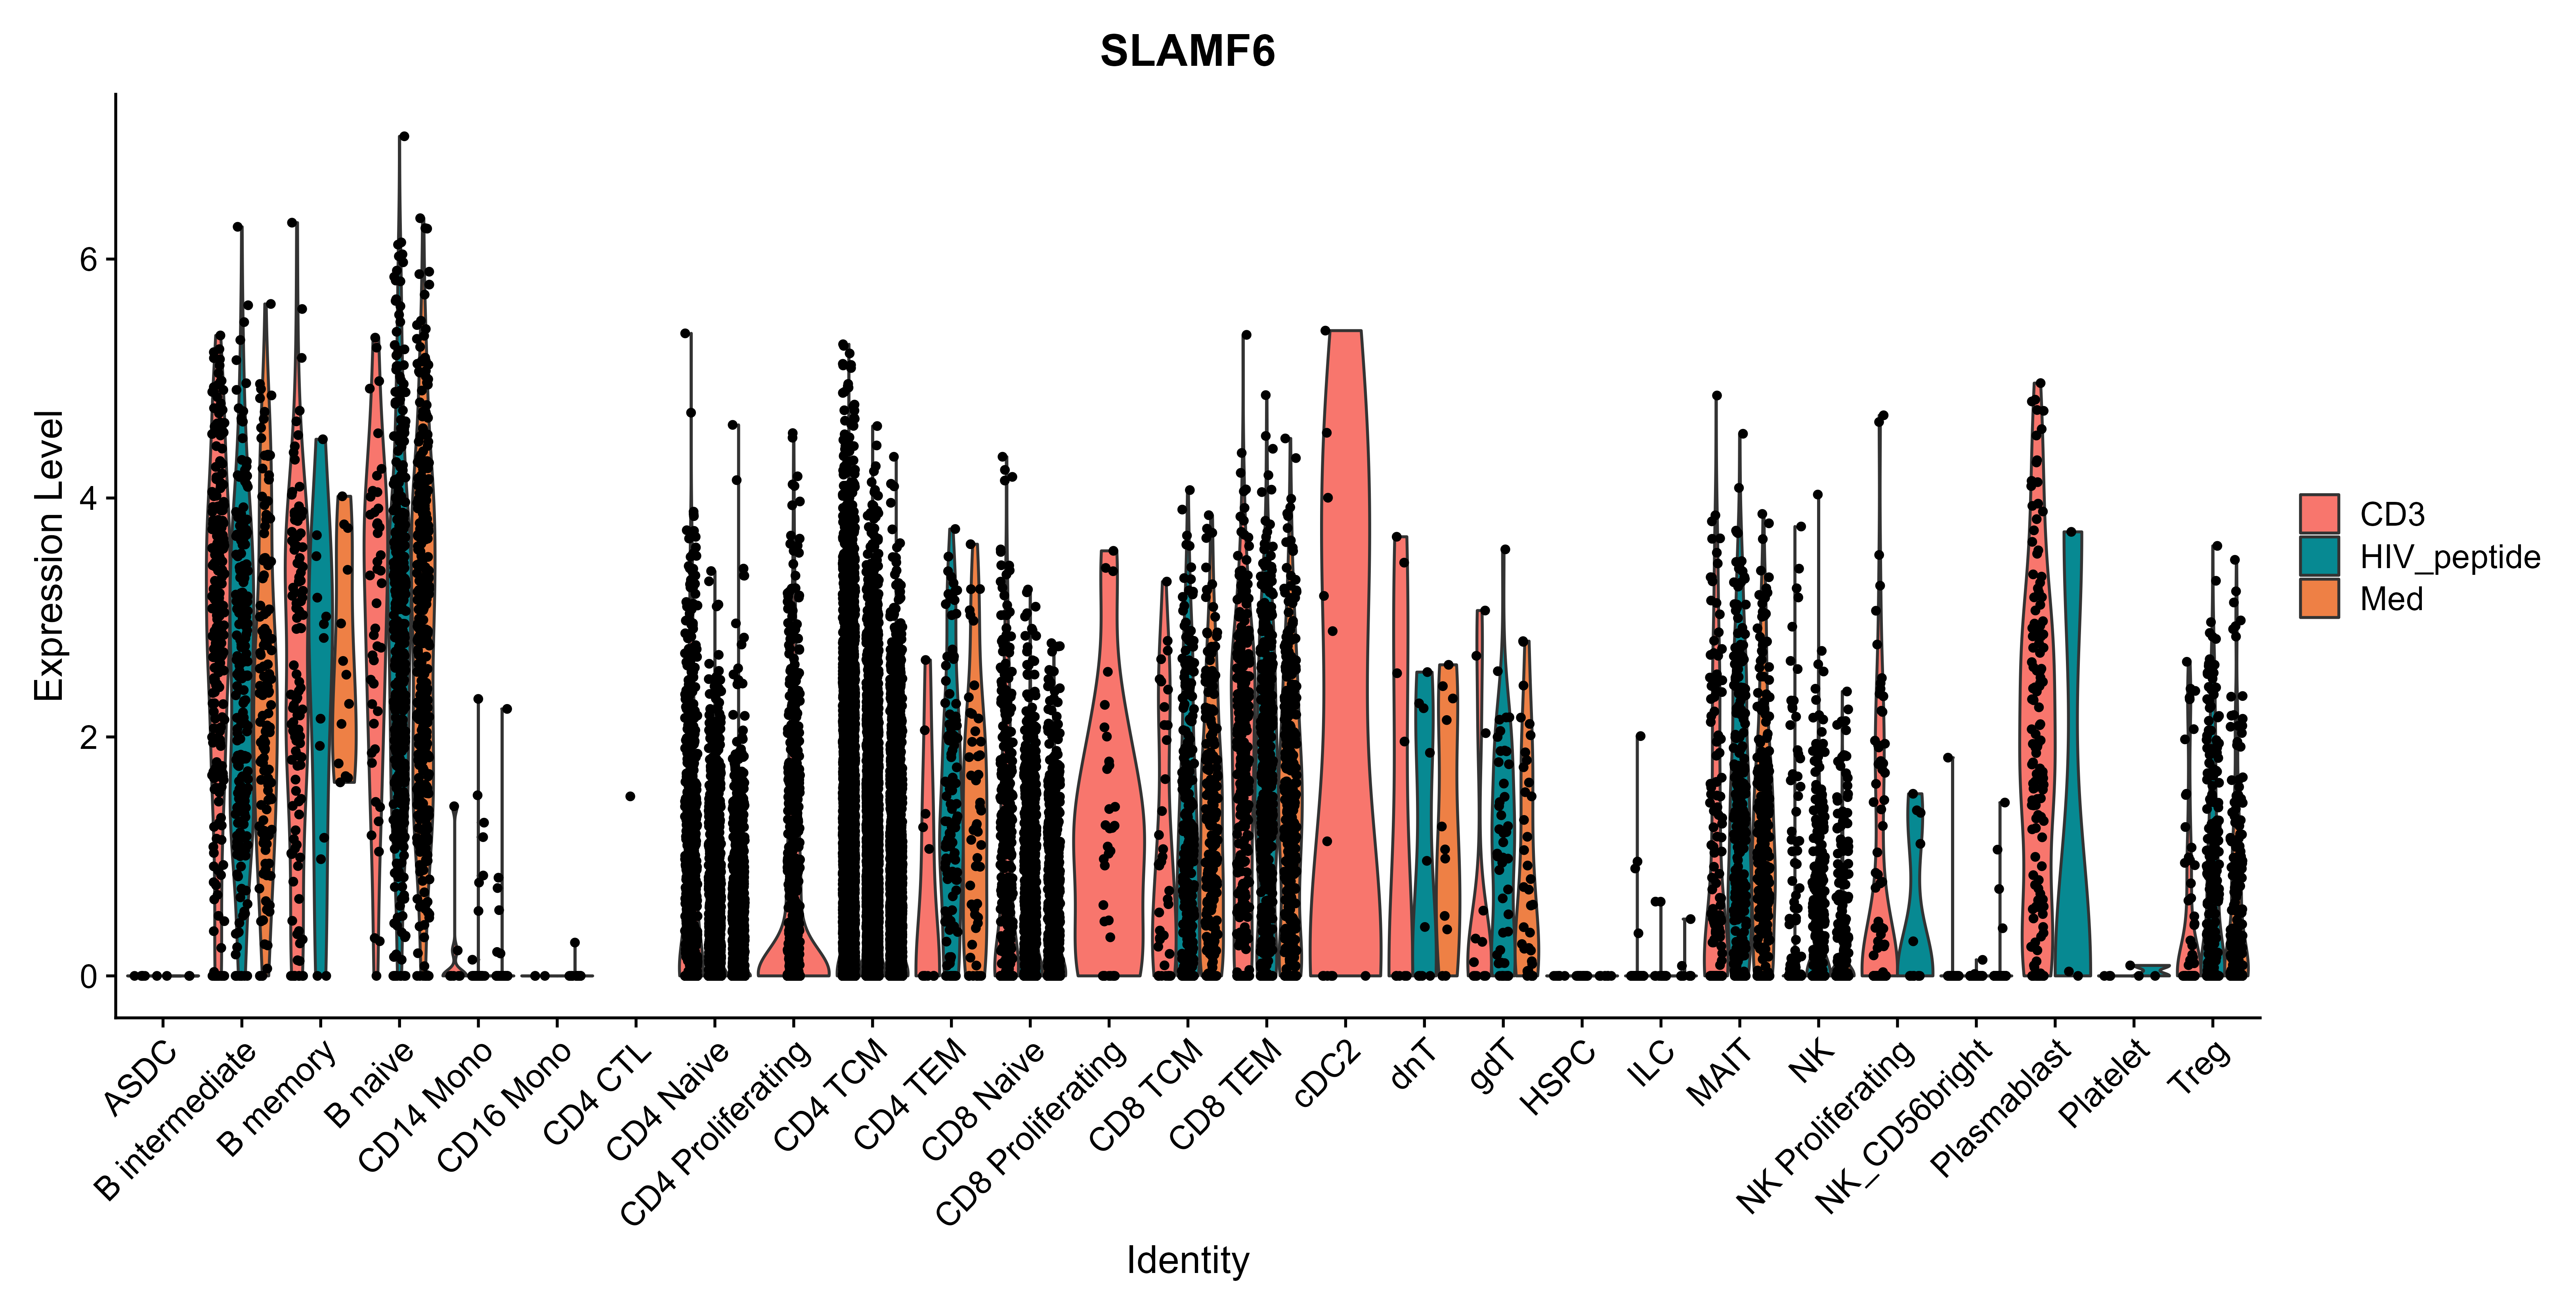 SLAMF6
Expression Level
6
4
2
0
ASDC
B intermediate
B memory
B naive
CD14 Mono
CD16 Mono
CD4 CTL
CD4 Naive
CD4 Proliferating
CD4 TCM
CD4 TEM
CD8 Naive
CD8 Proliferating
CD8 TCM
CD8 TEM
cDC2
dnT
gdT
HSPC
ILC
MAIT
NK
NK Proliferating
NK_CD56bright
Plasmablast
Platelet
Treg
Identity
CD3
HIV_peptide
Med